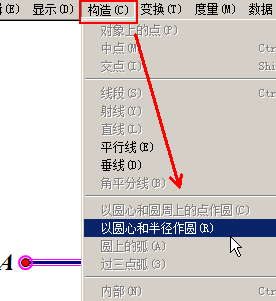 (E) 显示(D) 构造(C) 变换(T) 度量(M) 数据
对象上的点(P)
中点(M) Ctr
交点(I) Shi
线段(S) Ctr
射线(Y)
直线(L)
平行线(E)
垂线(D)
角平分线(B)
以圆心和圆周上的点作圆(C)
以圆心和半径作圆(R)
圆上的弧(A)
过三点弧(3)
内部(N) Ctr
A